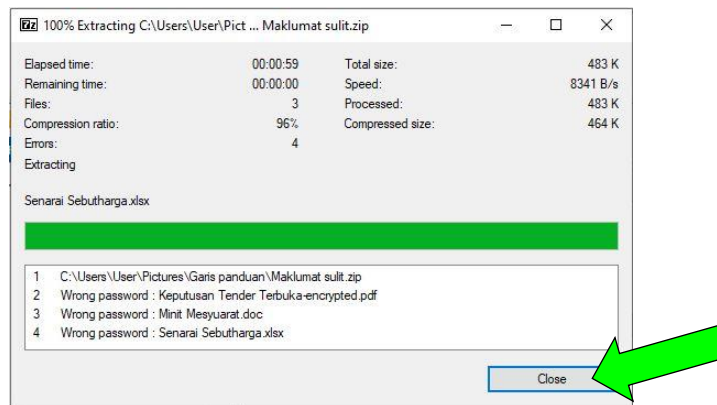 7z 100% Extracting C:\Users\User\Pict ... Maklumat sulit.zip
Elapsed time: 00:00:59 Total size: 483 K
Remaining time: 00:00:00 Speed: 8341 B/s
Files: 3 Processed: 483 K
Compression ratio: 96% Compressed size: 464 K
Errors: 4
Extracting
Senarai Sebutharga.xlsx
1 C:\Users\User\Pictures\Garis panduan\Maklumat sulit.zip
2 Wrong password : Keputusan Tender Terbuka-encrypted.pdf
3 Wrong password : Minit Mesyuarat.doc
4 Wrong password : Senarai Sebutharga.xlsx
Close